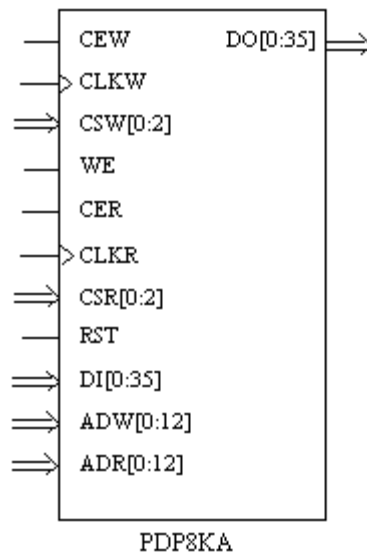 CEW DO[0:35]
CLKW
CSW[0:2]
WE
CER
CLKR
CSR[0:2]
RST
DI[0:35]
ADW[0:12]
ADR[0:12]
PDP8KA